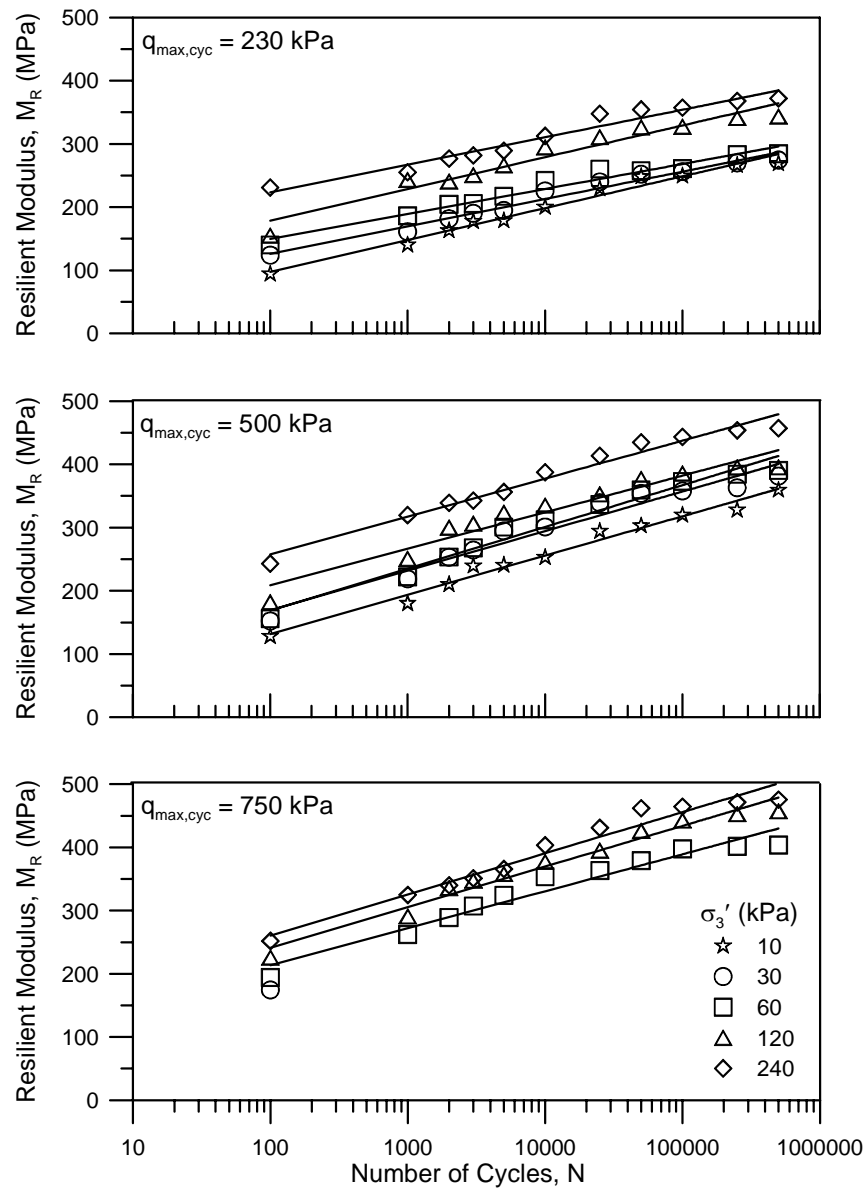 500
400
300
200
100
0
Resilient Modulus, M_R (MPa)
q_max,cyc = 230 kPa
500
400
300
200
100
0
Resilient Modulus, M_R (MPa)
q_max,cyc = 500 kPa
500
400
300
200
100
0
Resilient Modulus, M_R (MPa)
q_max,cyc = 750 kPa
σ_3′ (kPa)
10
30
60
120
240
10 100 1000 10000 100000 1000000
Number of Cycles, N